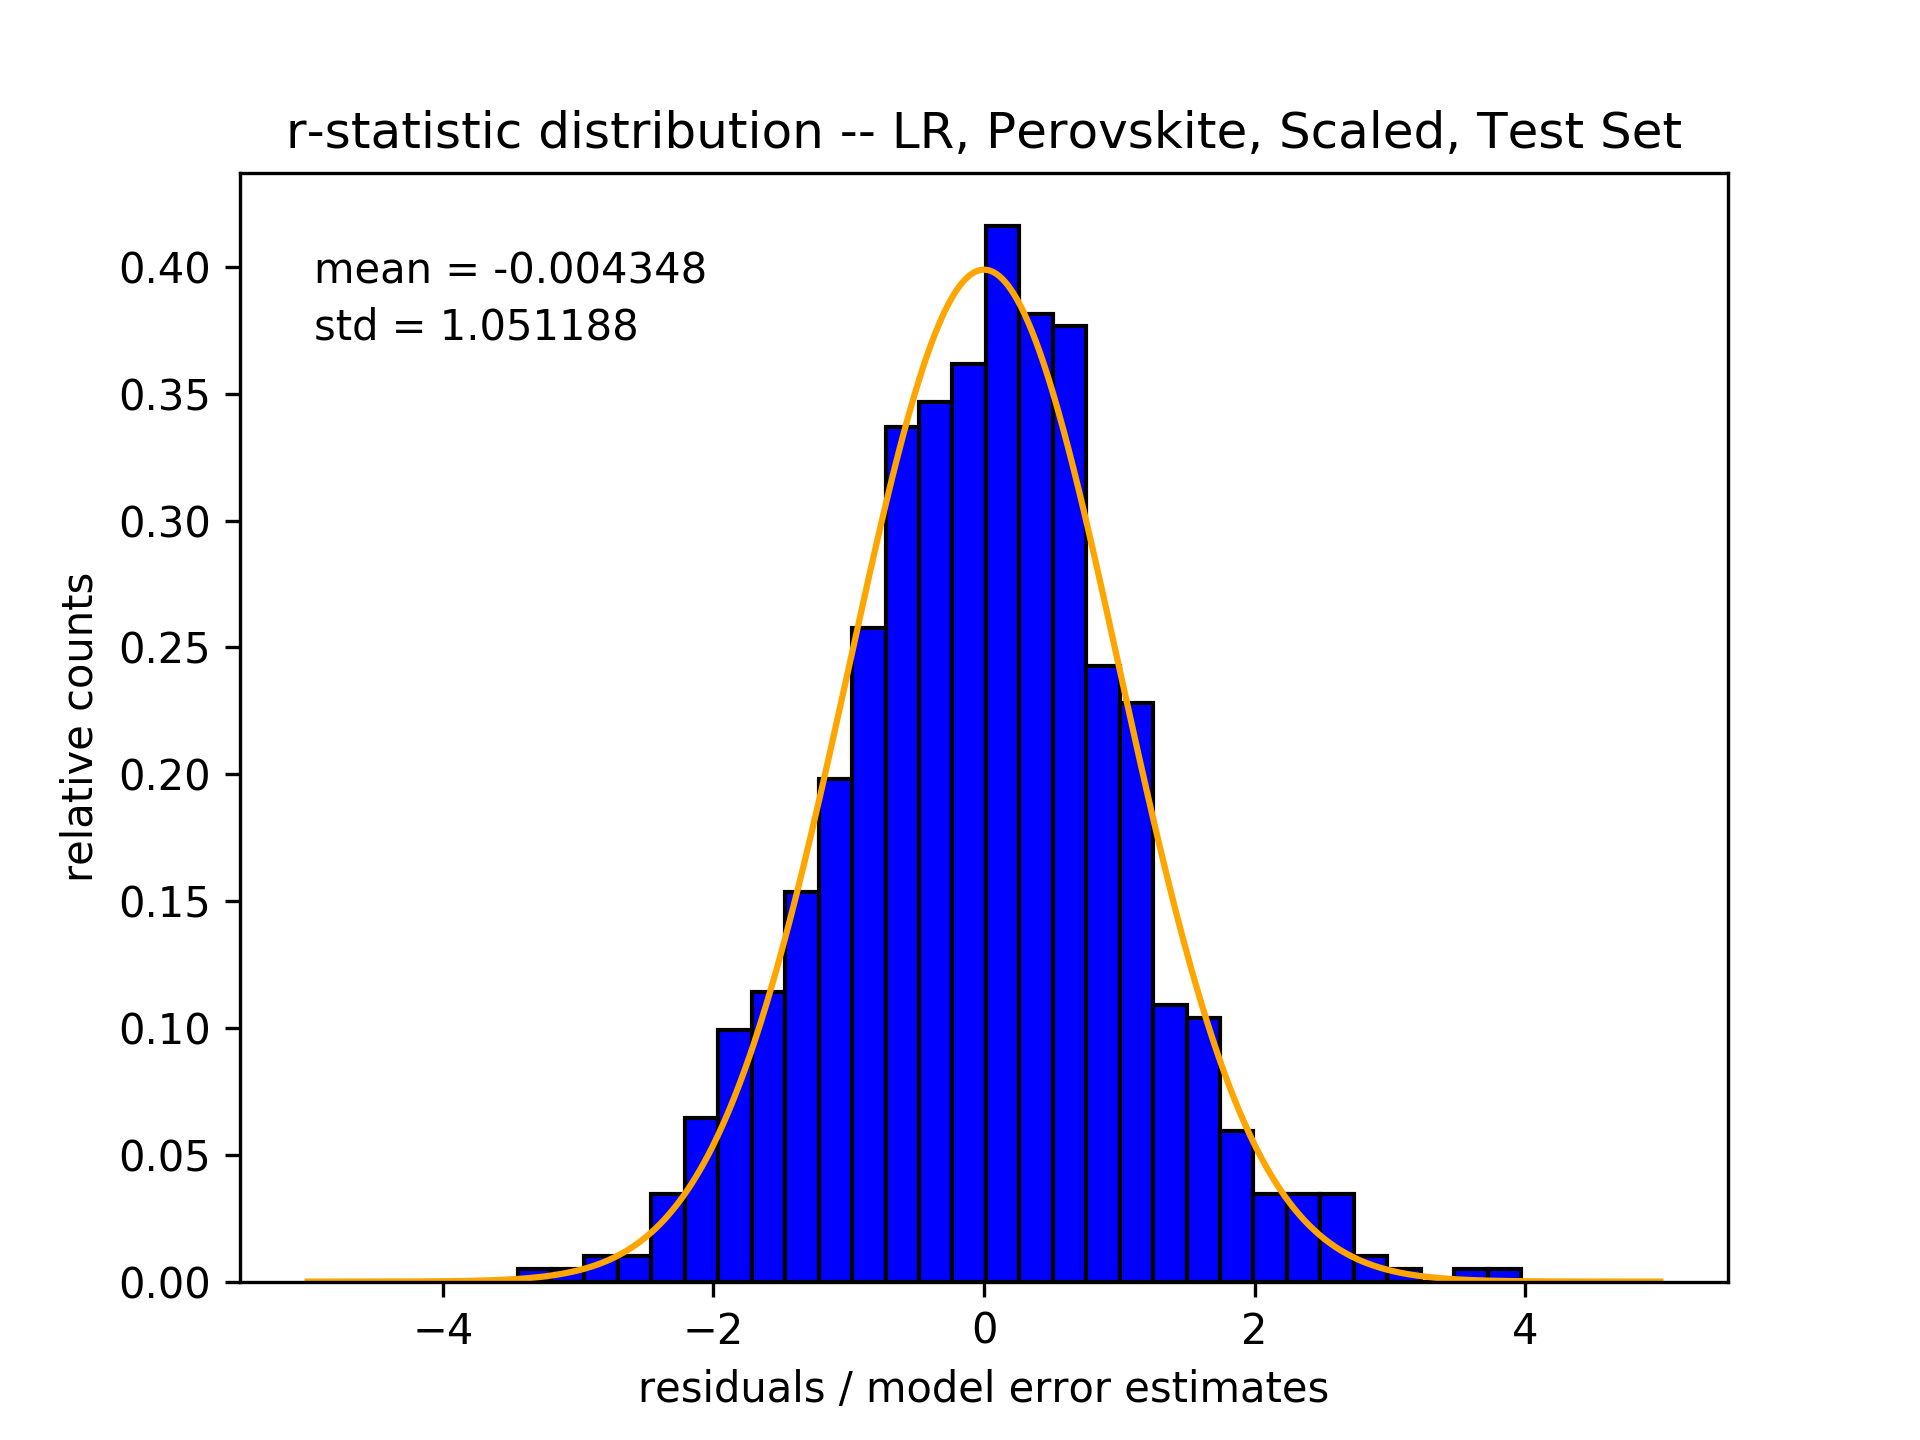 r-statistic distribution -- LR, Perovskite, Scaled, Test Set
mean = -0.004348
std = 1.051188
relative counts
0.40
0.35
0.30
0.25
0.20
0.15
0.10
0.05
0.00
−4
−2
0
2
4
residuals / model error estimates